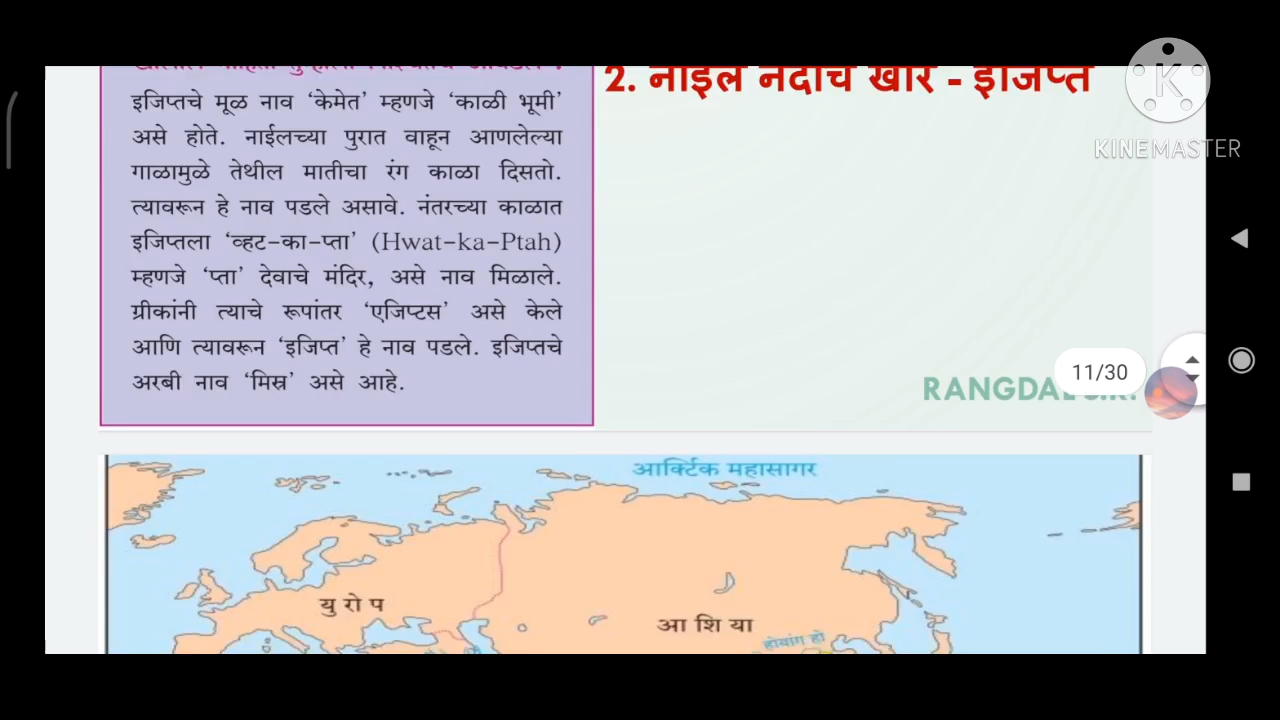 2. नाईल नदीचे खोरे - इजिप्त
इजिप्तचे मूळ नाव ‘केमेत’ म्हणजे ‘काळी भूमी’
असे होते. नाईलच्या पुरात वाहून आणलेल्या
गाळामुळे तेथील मातीचा रंग काळा दिसतो.
त्यावरून हे नाव पडले असावे. नंतरच्या काळात
इजिप्तला ‘व्हट-का-प्ता’ (Hwat-ka-Ptah)
म्हणजे ‘प्ता’ देवाचे मंदिर, असे नाव मिळाले.
ग्रीकांनी त्याचे रूपांतर ‘एजिप्टस’ असे केले
आणि त्यावरून ‘इजिप्त’ हे नाव पडले. इजिप्तचे
अरबी नाव ‘मिस्र’ असे आहे.
K
KINEMASTER
11/30
आर्क्टिक महासागर
युरोप
आशिया
होयांग हो